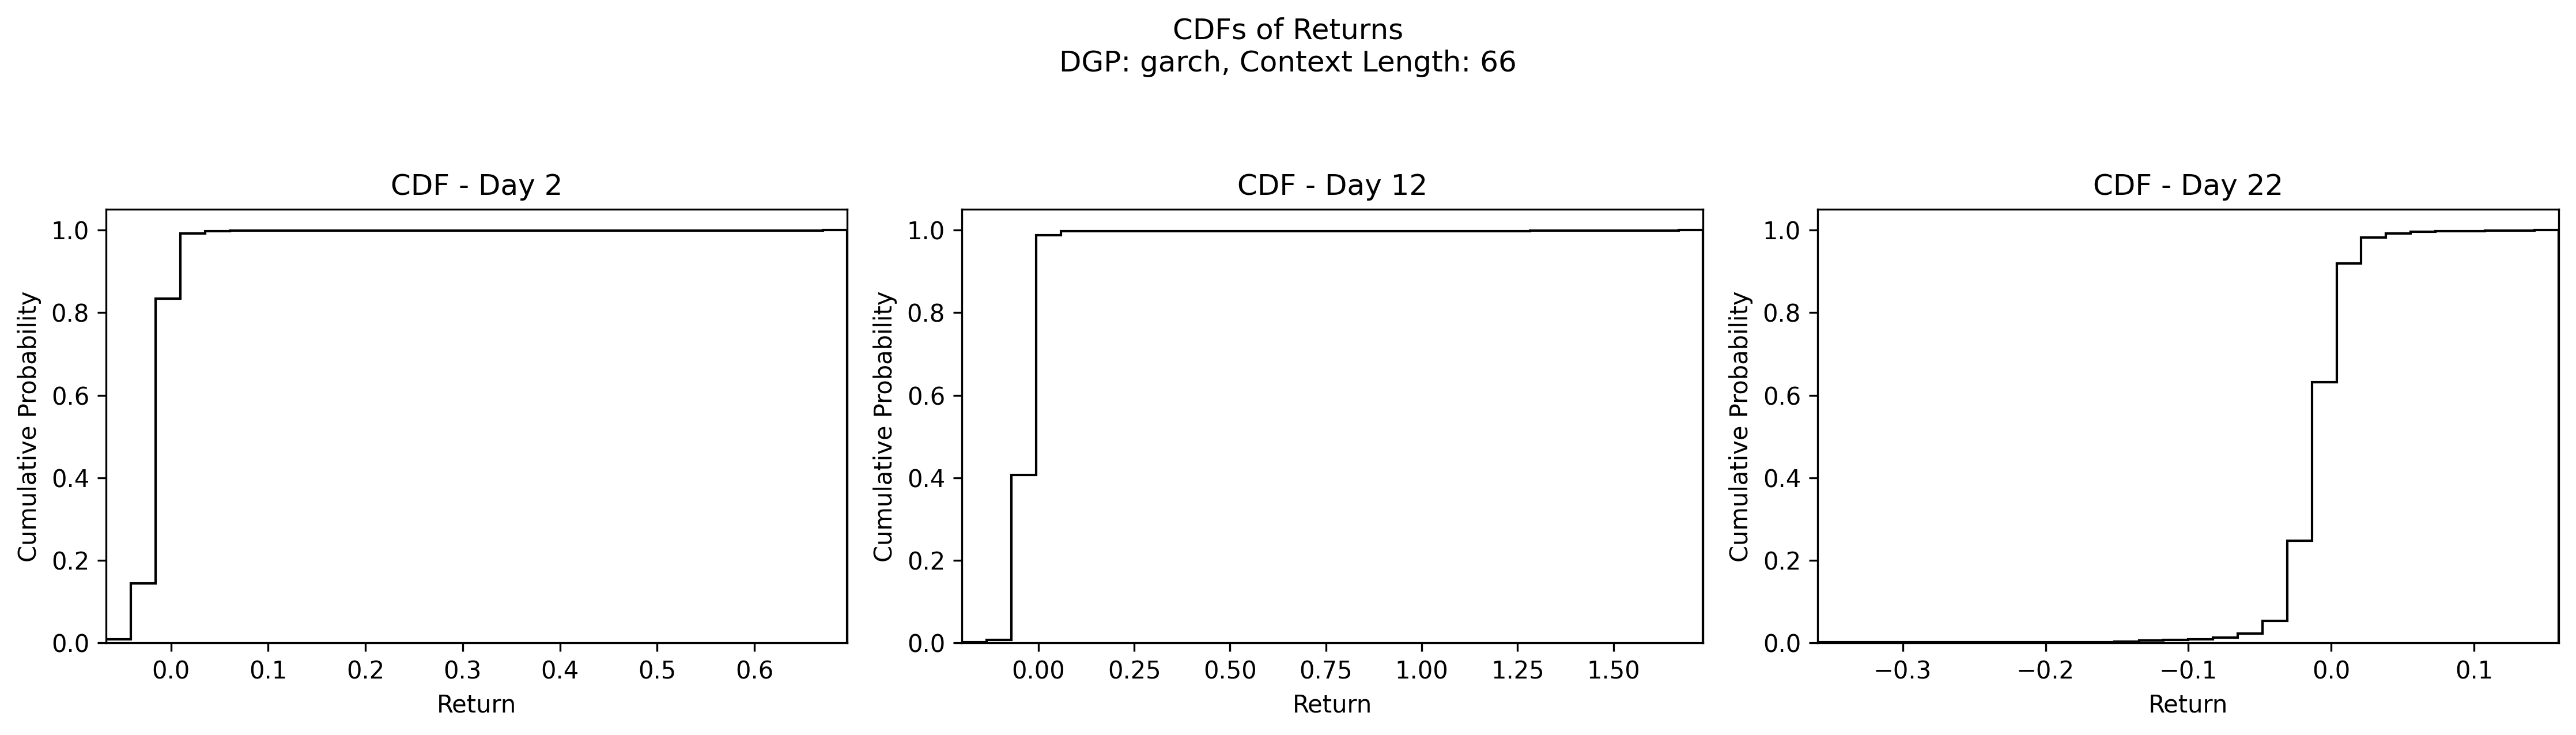 CDFs of Returns
DGP: garch, Context Length: 66
CDF - Day 2
Cumulative Probability
1.0
0.8
0.6
0.4
0.2
0.0
0.0 0.1 0.2 0.3 0.4 0.5 0.6
Return
CDF - Day 12
Cumulative Probability
1.0
0.8
0.6
0.4
0.2
0.0
0.00 0.25 0.50 0.75 1.00 1.25 1.50
Return
CDF - Day 22
Cumulative Probability
1.0
0.8
0.6
0.4
0.2
0.0
−0.3 −0.2 −0.1 0.0 0.1
Return